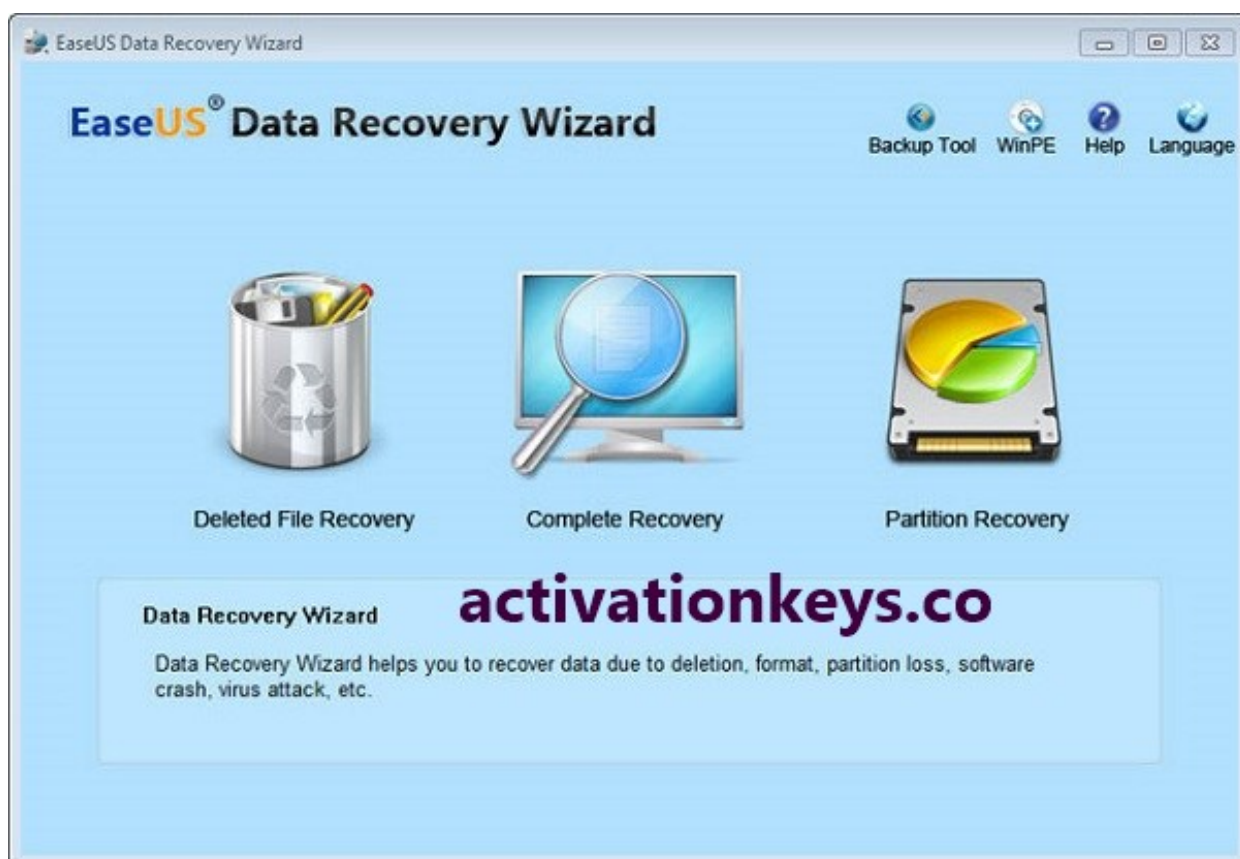 EaseUS Data Recovery Wizard
EaseUS® Data Recovery Wizard
Backup Tool WinPE Help Language
Deleted File Recovery Complete Recovery Partition Recovery
activationkeys.co
Data Recovery Wizard
Data Recovery Wizard helps you to recover data due to deletion, format, partition loss, software
crash, virus attack, etc.